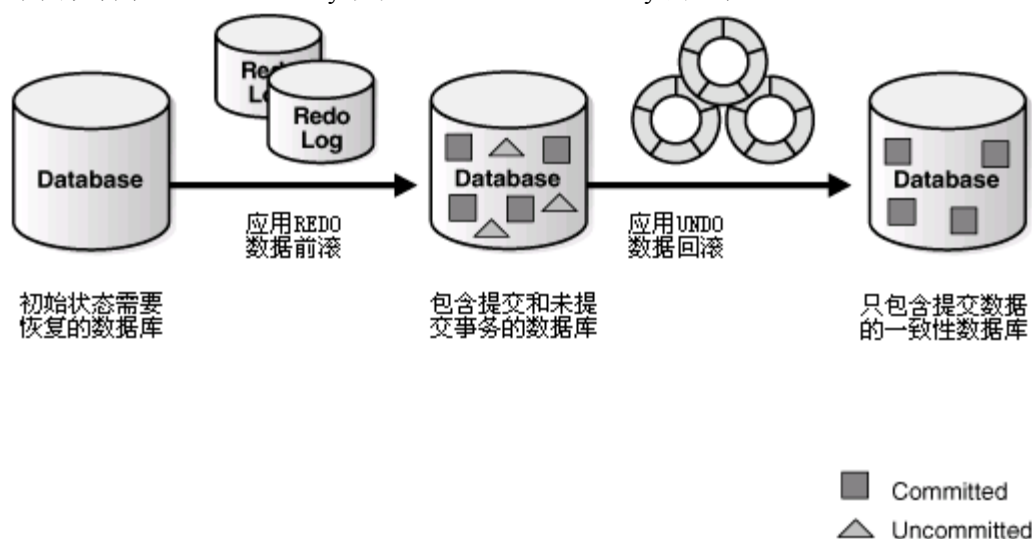 Redo
Log
Redo
Log
Database
Database
Database
应用REDO
数据前滚
应用UNDO
数据回滚
初始状态需要
恢复的数据库
包含提交和未提
交事务的数据库
只包含提交数据
的一致性数据库
Committed
Uncommitted